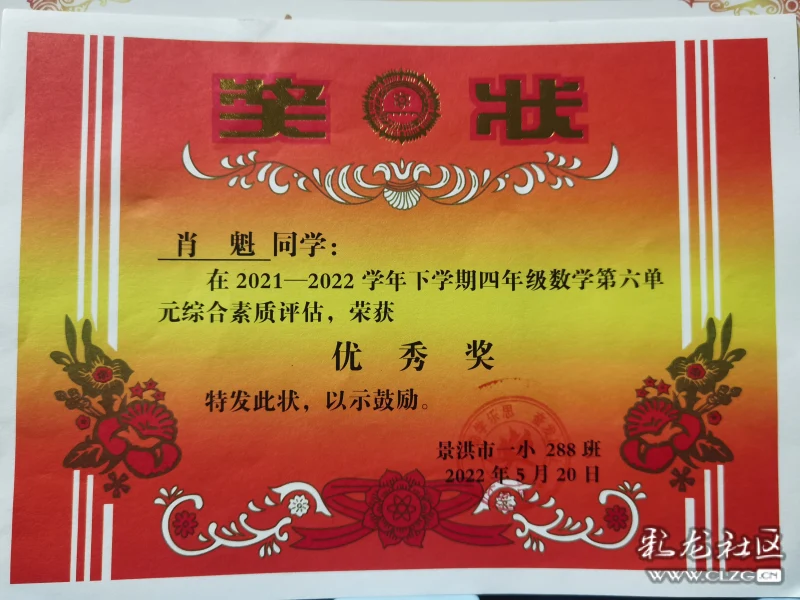 奖 状
肖 魁 同学：
在 2021—2022 学年下学期四年级数学第六单
元综合素质评估，荣获
优 秀 奖
特发此状，以示鼓励。
景洪市一小 288 班
2022 年 5 月 20 日
彩龙社区
WWW.CLZG.CN